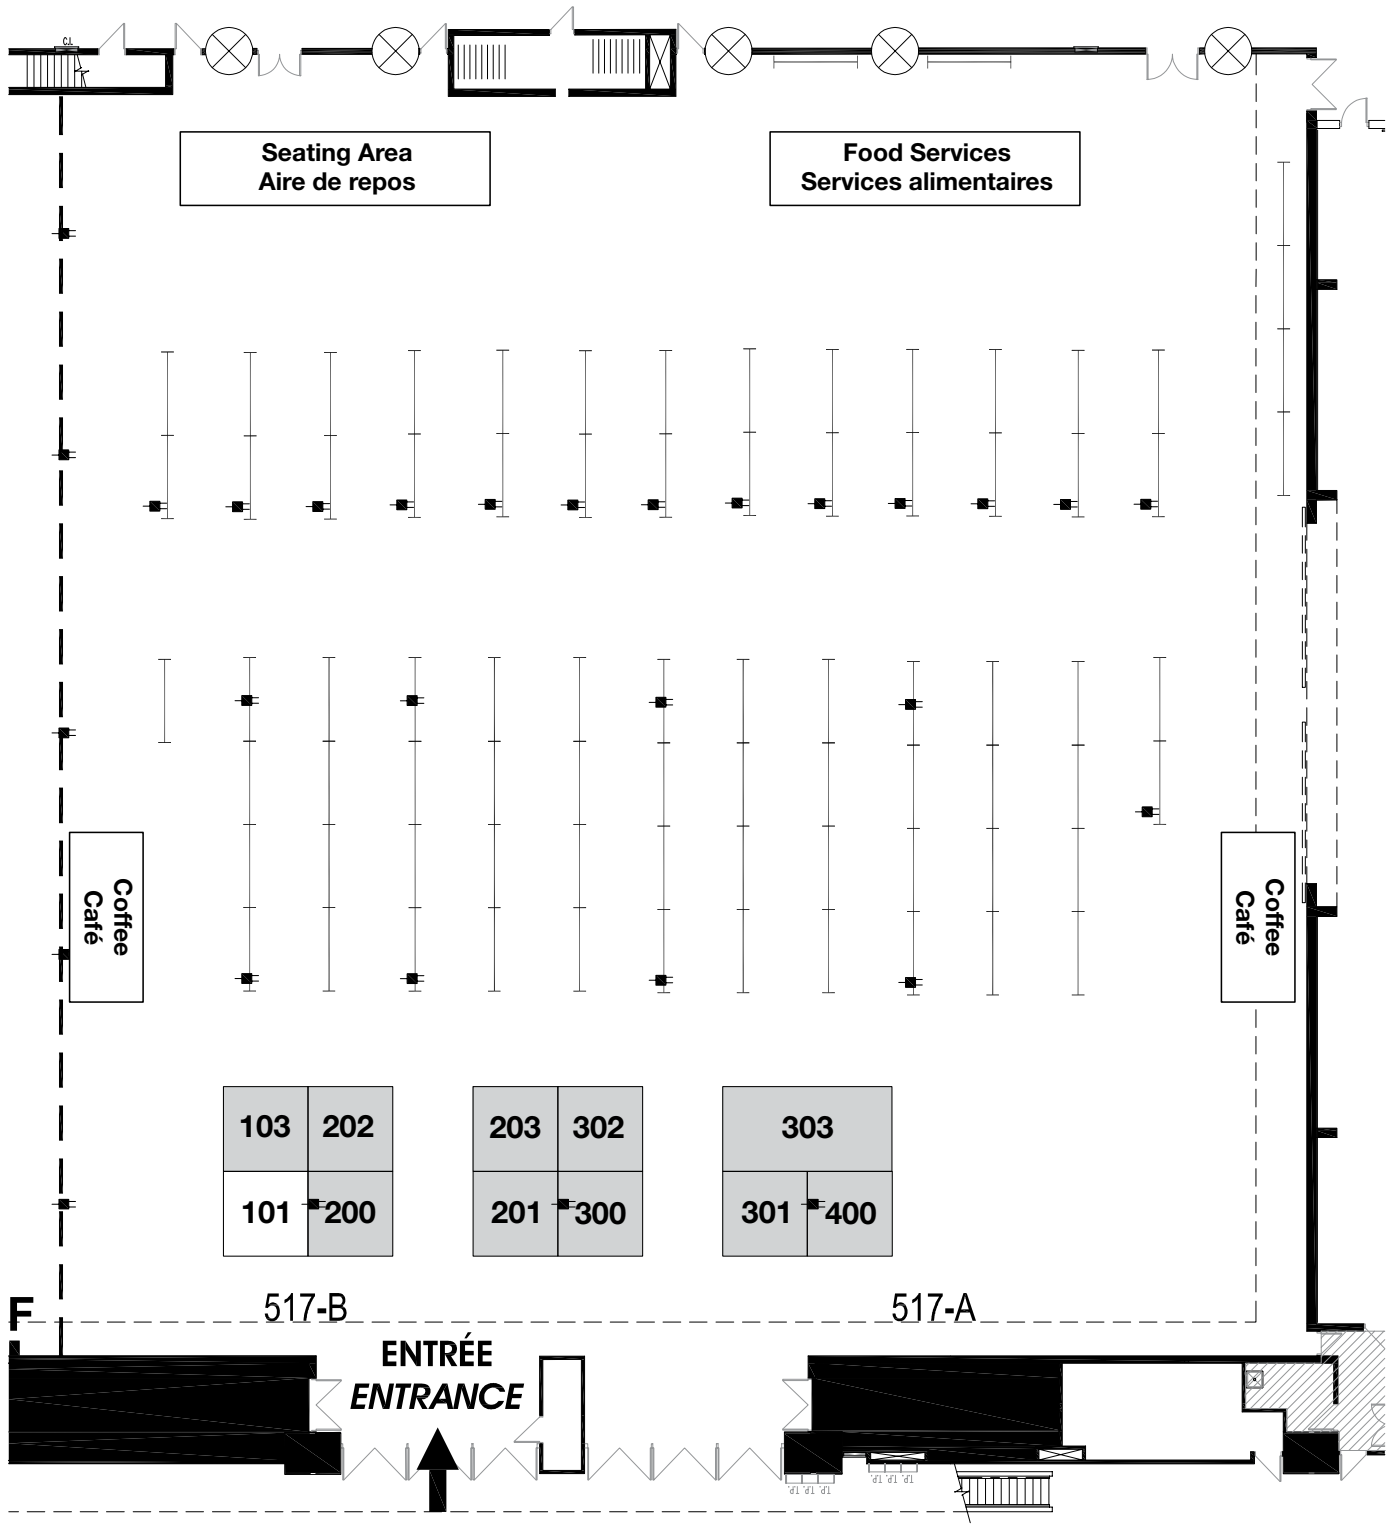 C.I.
Seating Area
Aire de repos
Food Services
Services alimentaires
Coffee
Café
Coffee
Café
103 202
203 302
303
101 200
201 300
301 400
F
517-B
517-A
ENTRÉE
ENTRANCE
T.P. T.P. T.P.
T.P. T.P. T.P.